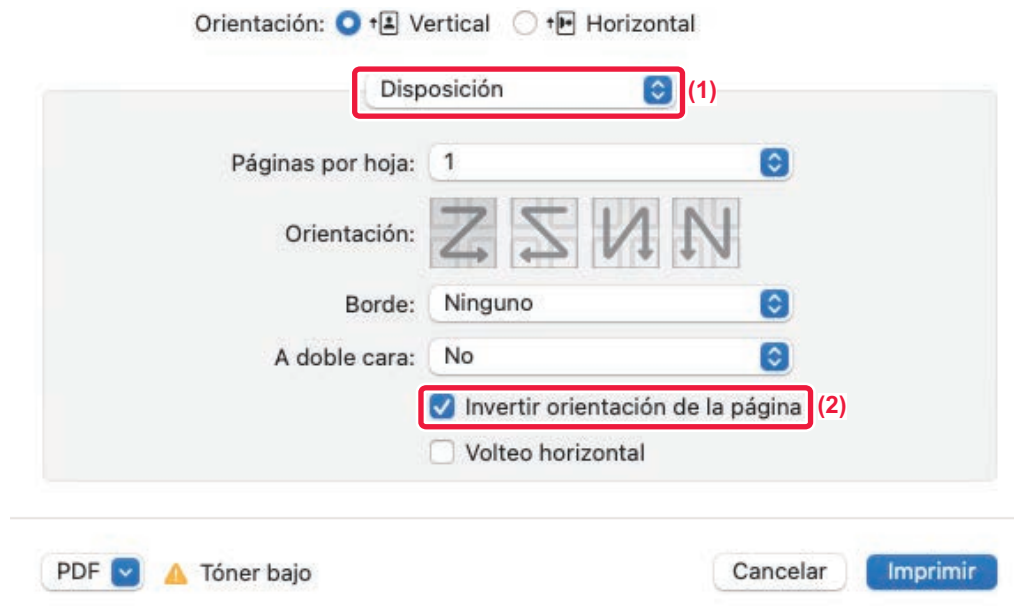 Orientación: Vertical Horizontal
Disposición (1)
Páginas por hoja: 1
Orientación:
Borde: Ninguno
A doble cara: No
Invertir orientación de la página (2)
Volteo horizontal
PDF Tóner bajo Cancelar Imprimir